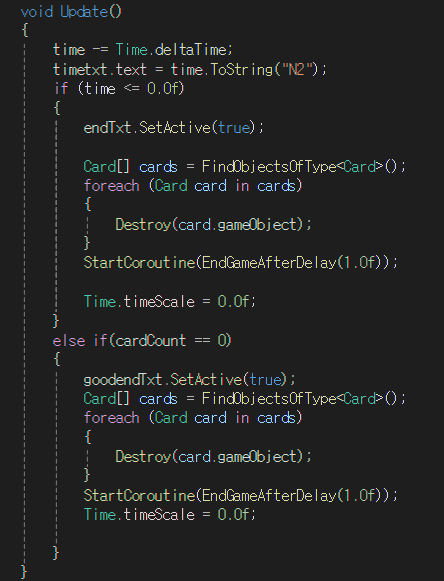 void Update()
{
time -= Time.deltaTime;
timetxt.text = time.ToString("N2");
if (time <= 0.0f)
{
endTxt.SetActive(true);
Card[] cards = FindObjectsOfType<Card>();
foreach (Card card in cards)
{
Destroy(card.gameObject);
}
StartCoroutine(EndGameAfterDelay(1.0f));
Time.timeScale = 0.0f;
}
else if(cardCount == 0)
{
goodendTxt.SetActive(true);
Card[] cards = FindObjectsOfType<Card>();
foreach (Card card in cards)
{
Destroy(card.gameObject);
}
StartCoroutine(EndGameAfterDelay(1.0f));
Time.timeScale = 0.0f;
}
}